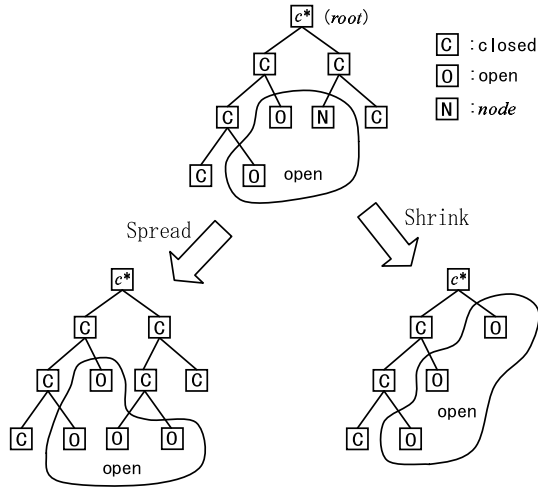 c* (root)
C :closed
C C
O :open
C O N C
N :node
C O open
Spread Shrink
c* c*
C C C O
C O C C C O
C O O O C O open
open